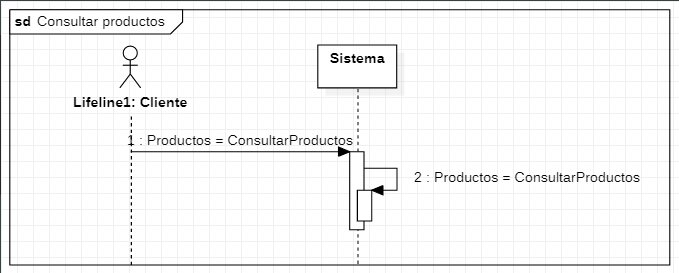 sd Consultar productos
Sistema
Lifeline1: Cliente
1 : Productos = ConsultarProductos
2 : Productos = ConsultarProductos